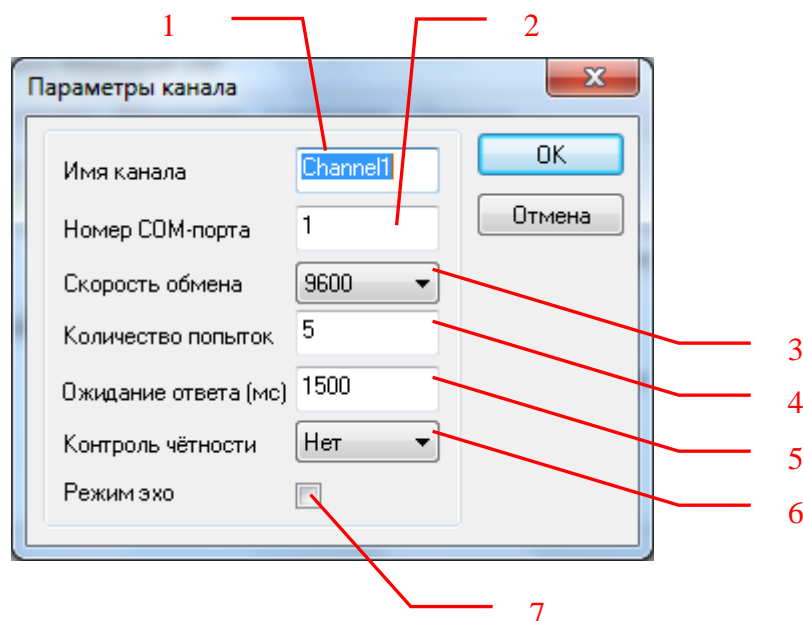 1
2
Параметры канала
Имя канала
Channel1
OK
Номер COM-порта
1
Отмена
Скорость обмена
9600
Количество попыток
5
3
Ожидание ответа (мс)
1500
4
Контроль чётности
Нет
5
Режим эхо
6
7